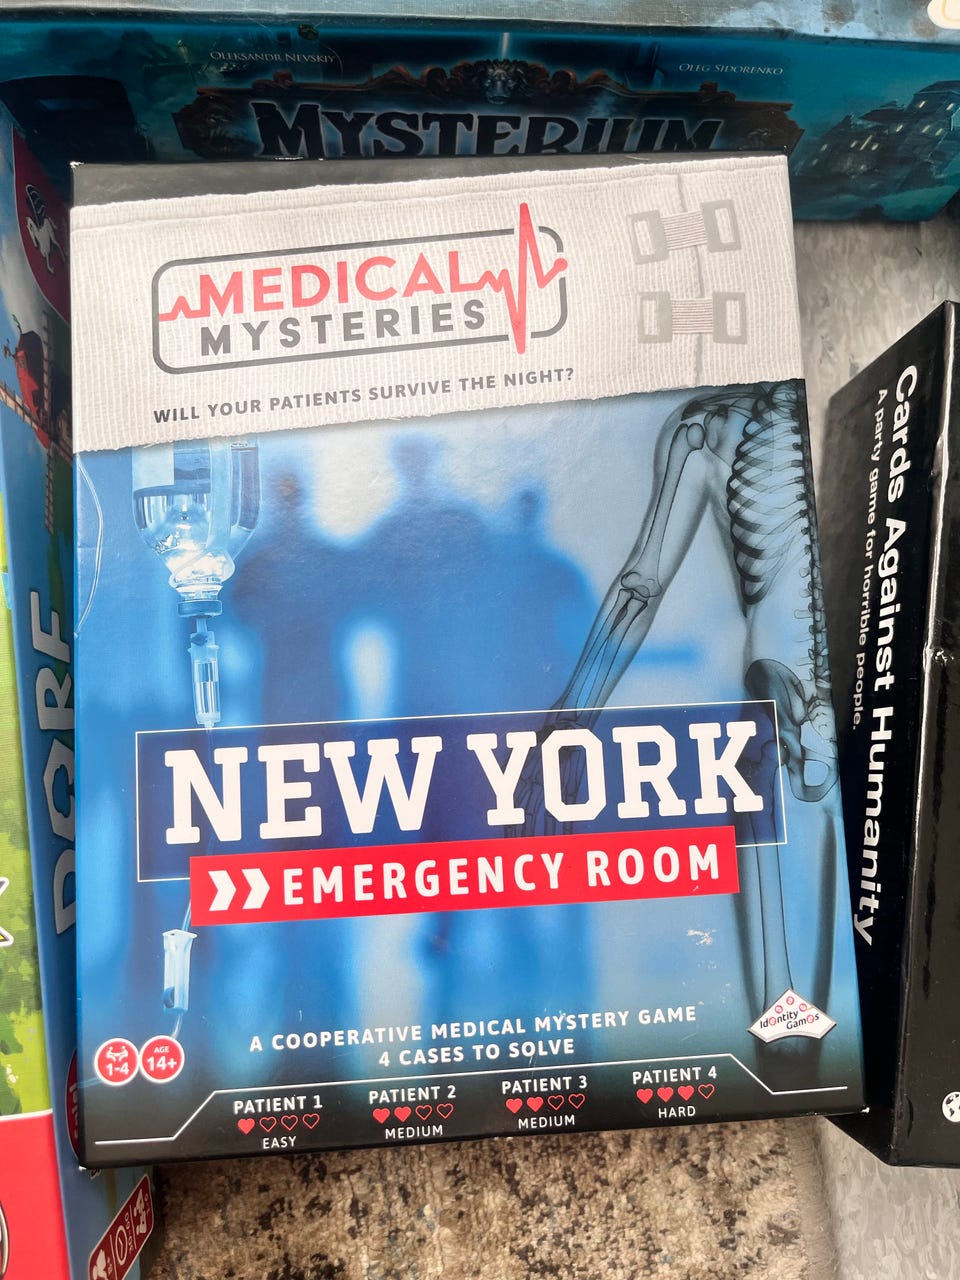 OLEKSANDR NEVSKIY
OLEG SIDORENKO
MYSTERIUM
MEDICAL
MYSTERIES
WILL YOUR PATIENTS SURVIVE THE NIGHT?
NEW YORK
EMERGENCY ROOM
Identity
Games
A COOPERATIVE MEDICAL MYSTERY GAME
4 CASES TO SOLVE
1-4
AGE
14+
PATIENT 1
EASY
PATIENT 2
MEDIUM
PATIENT 3
MEDIUM
PATIENT 4
HARD
Cards Against Humanity
A party game for horrible people.
DORF